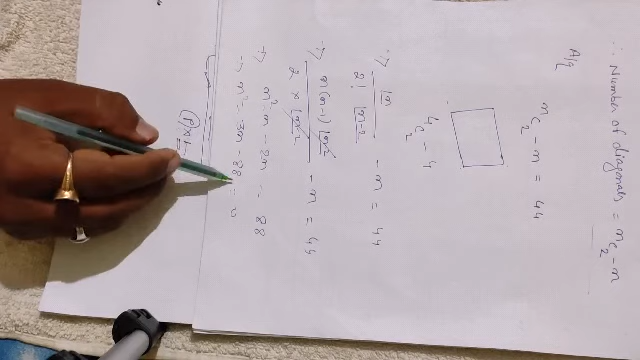 ∴ Number of diagonals = ⁿC₂ - n
A/q
ⁿC₂ - n = 44
⁴C₂ - 4
→ |n / 2! |n-2 - n = 44
→ n(n-1) |n-2 / 2 × |n-2 - n = 44
→ n² - n - 2n = 88
→ n² - 3n - 88